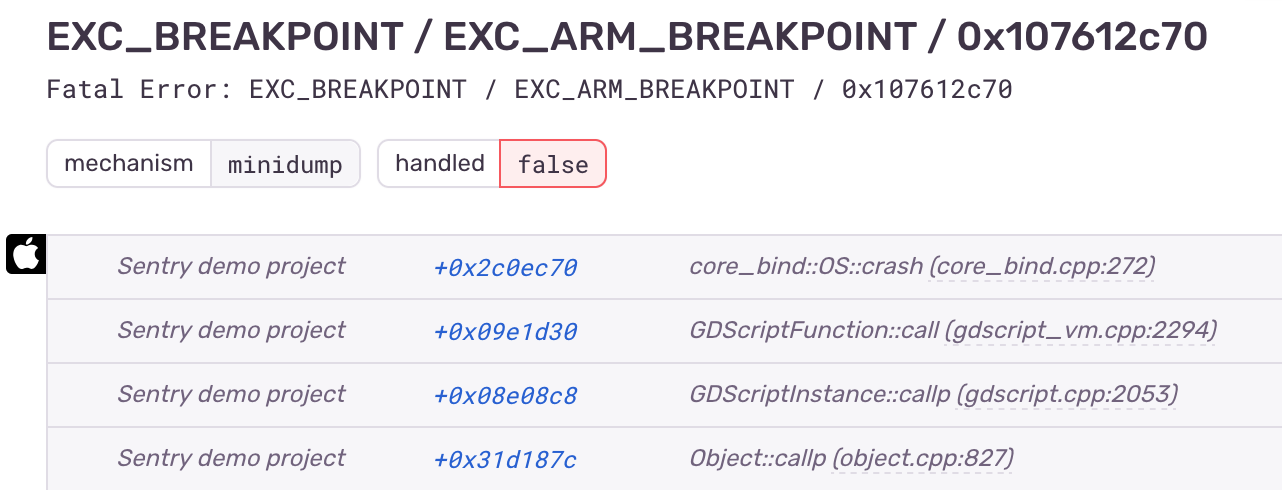 EXC_BREAKPOINT / EXC_ARM_BREAKPOINT / 0x107612c70
Fatal Error: EXC_BREAKPOINT / EXC_ARM_BREAKPOINT / 0x107612c70
mechanism minidump handled false
Sentry demo project +0x2c0ec70 core_bind::OS::crash (core_bind.cpp:272)
Sentry demo project +0x09e1d30 GDScriptFunction::call (gdscript_vm.cpp:2294)
Sentry demo project +0x08e08c8 GDScriptInstance::callp (gdscript.cpp:2053)
Sentry demo project +0x31d187c Object::callp (object.cpp:827)